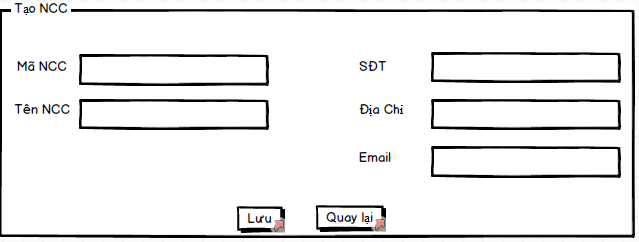 Tạo NCC
Mã NCC
SĐT
Tên NCC
Địa Chỉ
Email
Lưu
Quay lại